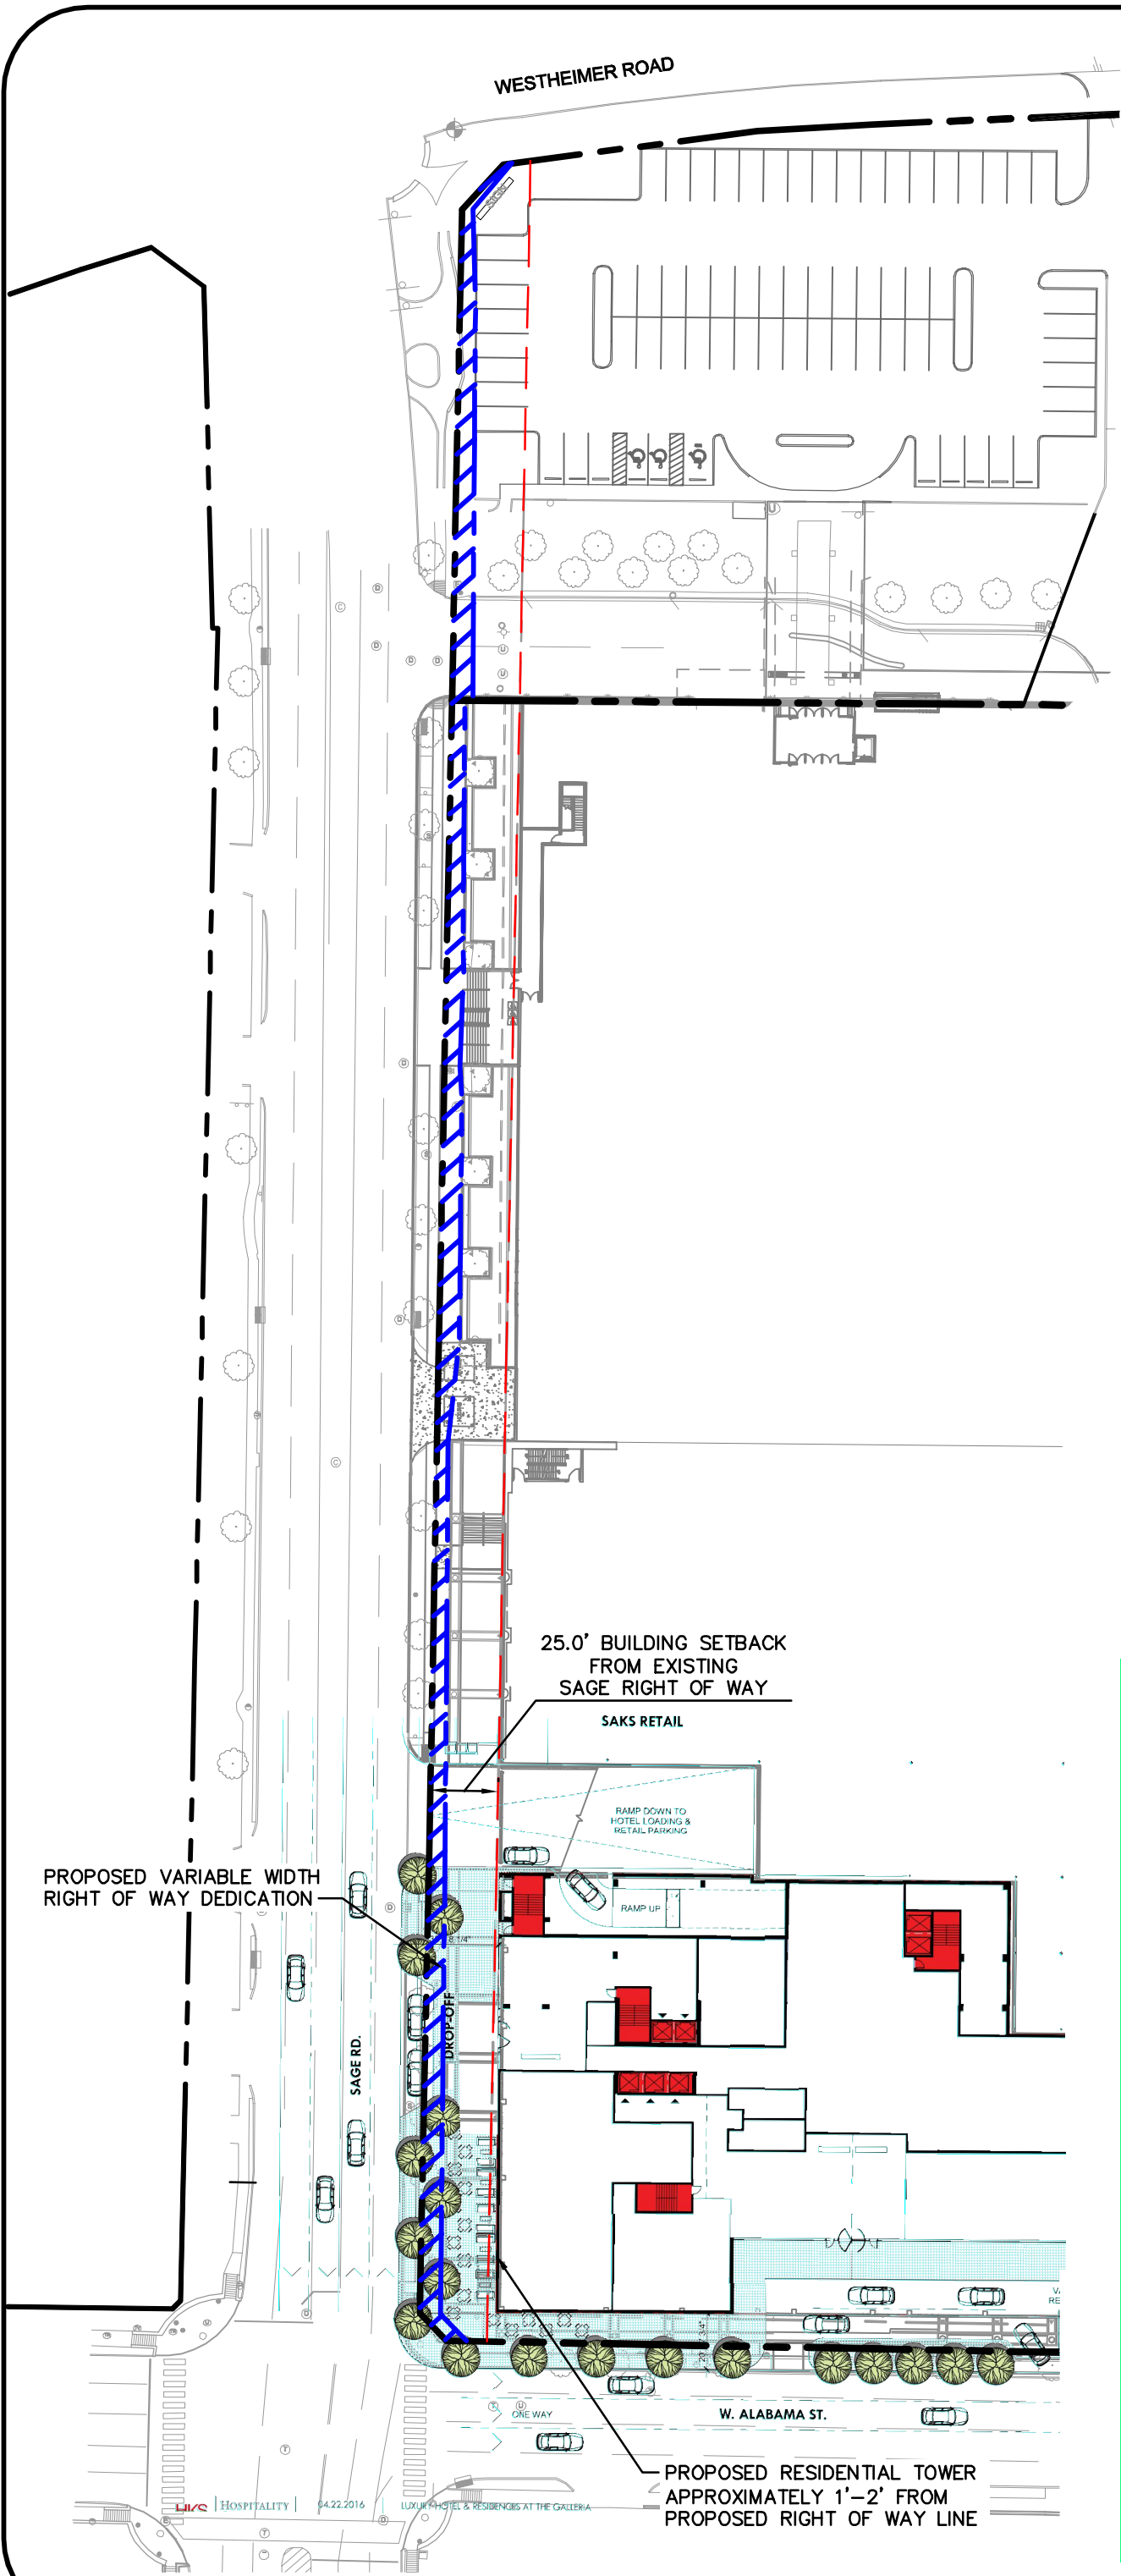 WESTHEIMER ROAD
SIGN
25.0' BUILDING SETBACK
FROM EXISTING
SAGE RIGHT OF WAY
SAKS RETAIL
RAMP DOWN TO
HOTEL LOADING &
RETAIL PARKING
PROPOSED VARIABLE WIDTH
RIGHT OF WAY DEDICATION
RAMP UP
DROP-OFF
SAGE RD.
ONE WAY
W. ALABAMA ST.
PROPOSED RESIDENTIAL TOWER
APPROXIMATELY 1'-2' FROM
PROPOSED RIGHT OF WAY LINE
HKS | HOSPITALITY | 04.22.2016 LUXURY HOTEL & RESIDENCES AT THE GALLERIA